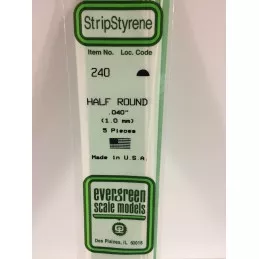 StripStyrene
Item No. Loc. Code
240
HALF ROUND
.040"
(1.0 mm)
5 Pieces
Made in U.S.A.
evergreen
scale models
Des Plaines, IL 60018